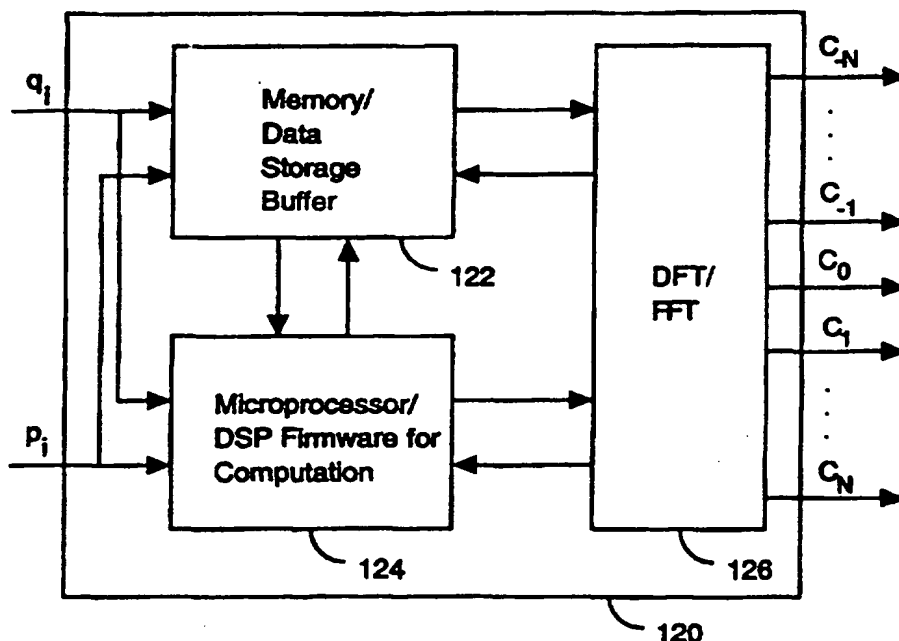 q_i
p_i
Memory/
Data
Storage
Buffer
122
Microprocessor/
DSP Firmware for
Computation
124
DFT/
FFT
126
120
C_-N
C_-1
C_0
C_1
C_N